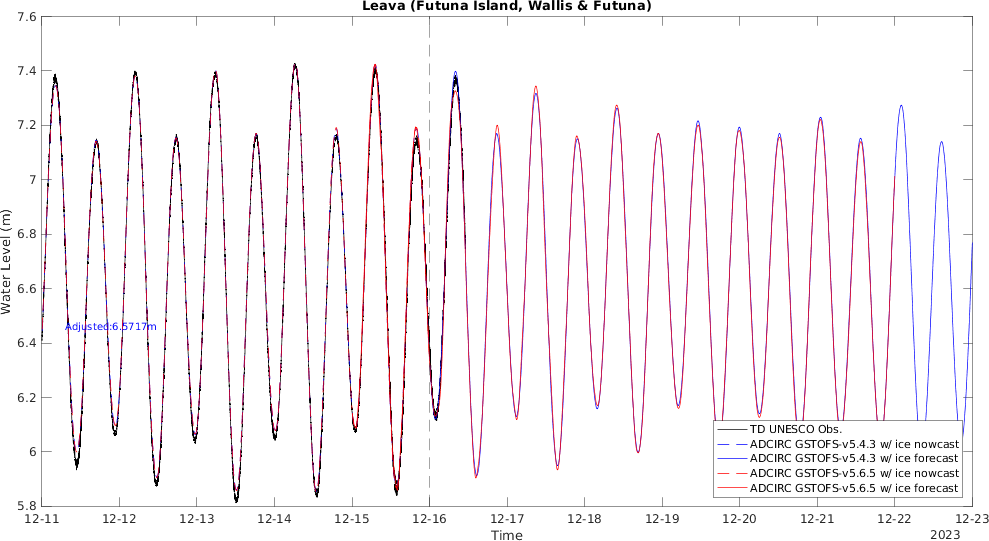 Leava (Futuna Island, Wallis & Futuna)
Water Level (m)
7.6
7.4
7.2
7
6.8
6.6
6.4
6.2
6
5.8
Adjusted:6.5717m
TD UNESCO Obs.
ADCIRC GSTOFS-v5.4.3 w/ ice nowcast
ADCIRC GSTOFS-v5.4.3 w/ ice forecast
ADCIRC GSTOFS-v5.6.5 w/ ice nowcast
ADCIRC GSTOFS-v5.6.5 w/ ice forecast
12-11 12-12 12-13 12-14 12-15 12-16 12-17 12-18 12-19 12-20 12-21 12-22 12-23
Time
2023